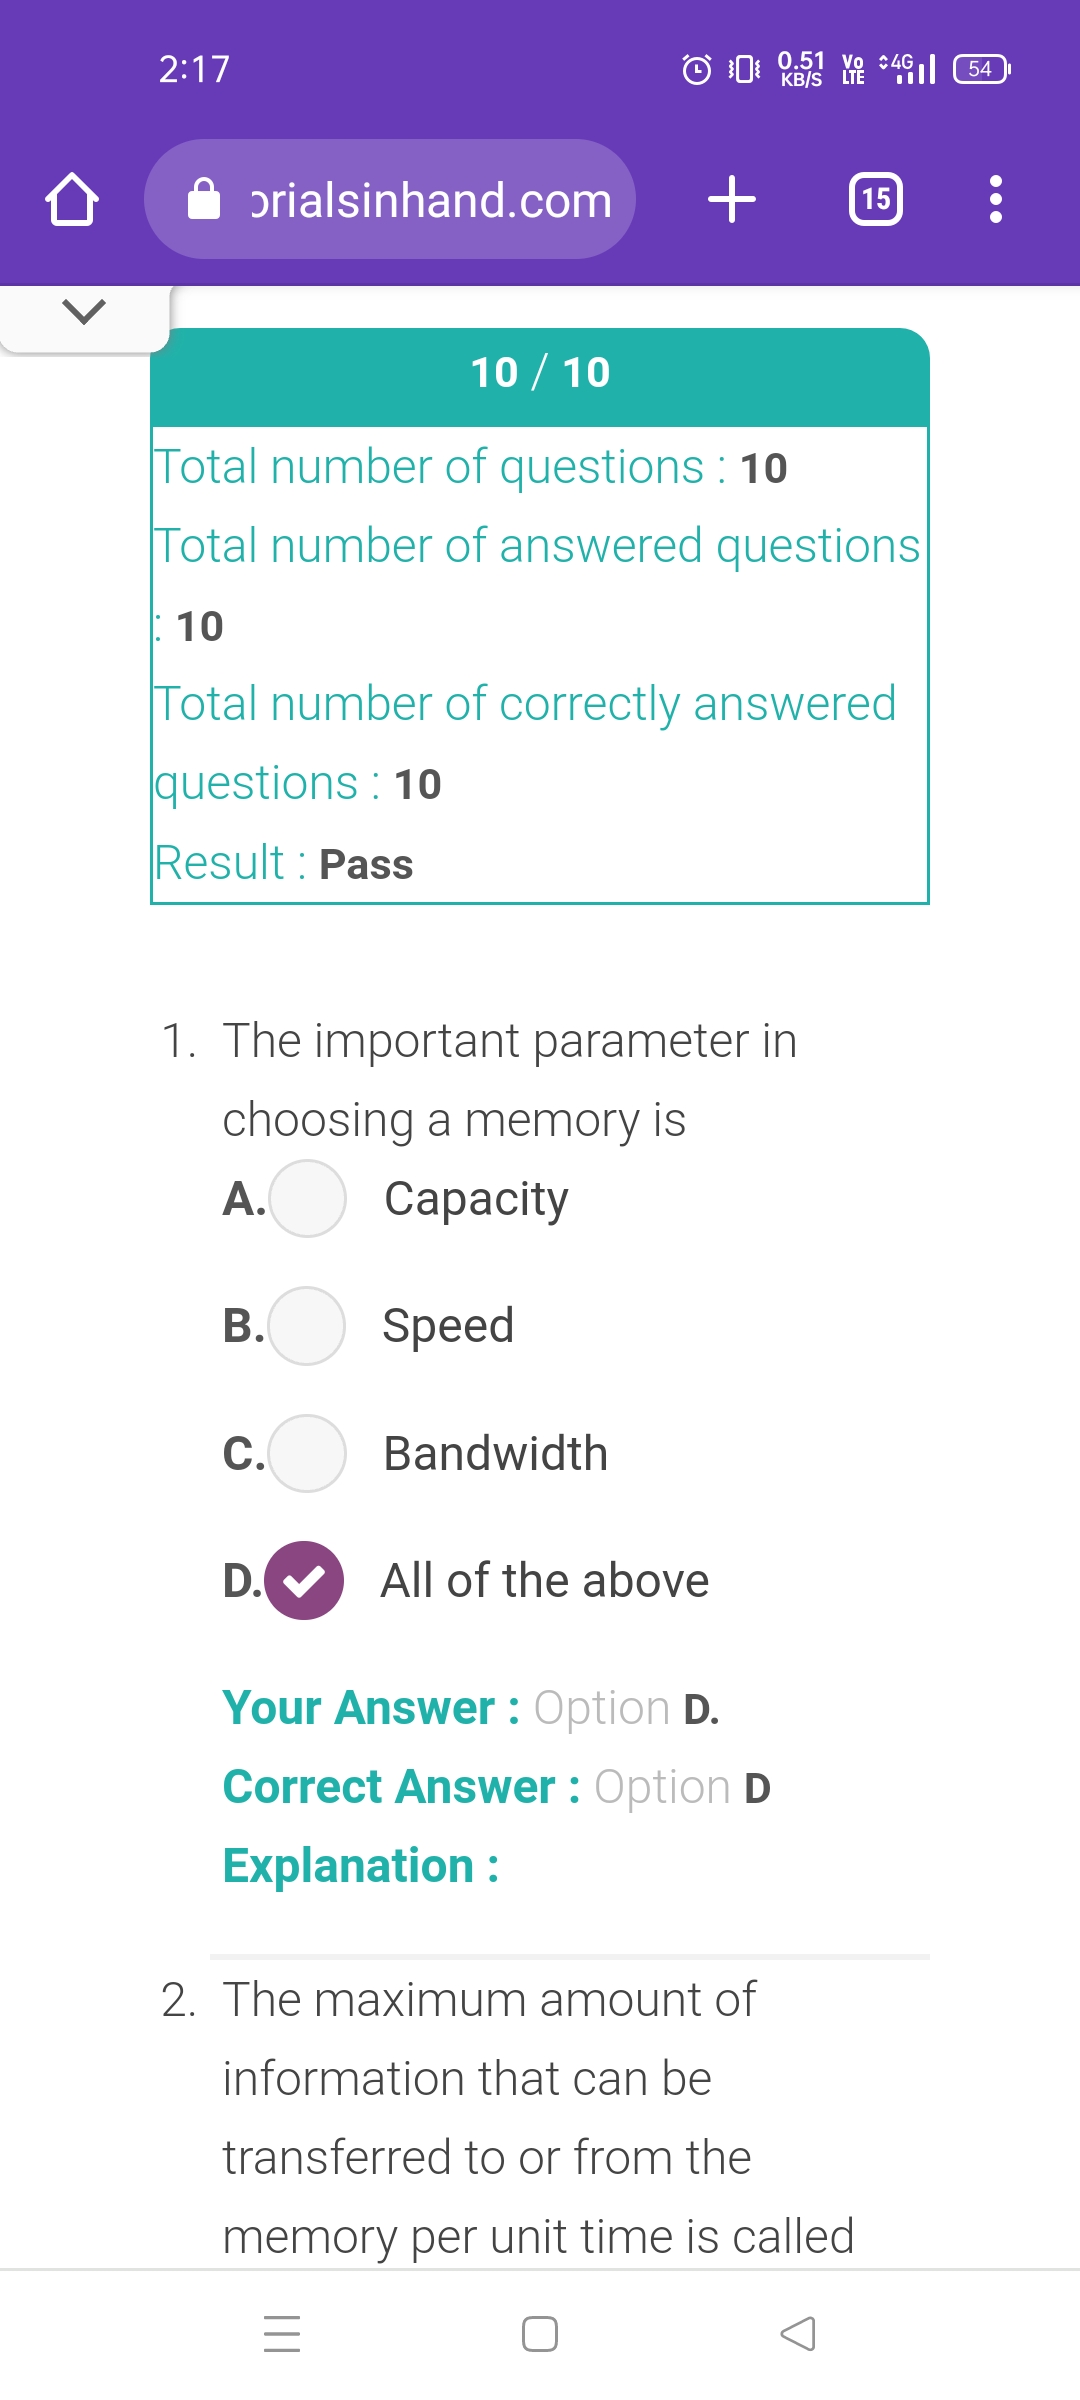 2:17
0.51 KB/S Vo LTE 4G 54
orialsinhand.com
15
10 / 10
Total number of questions : 10
Total number of answered questions
: 10
Total number of correctly answered
questions : 10
Result : Pass
1. The important parameter in
choosing a memory is
A. Capacity
B. Speed
C. Bandwidth
D. All of the above
Your Answer : Option D.
Correct Answer : Option D
Explanation :
2. The maximum amount of
information that can be
transferred to or from the
memory per unit time is called